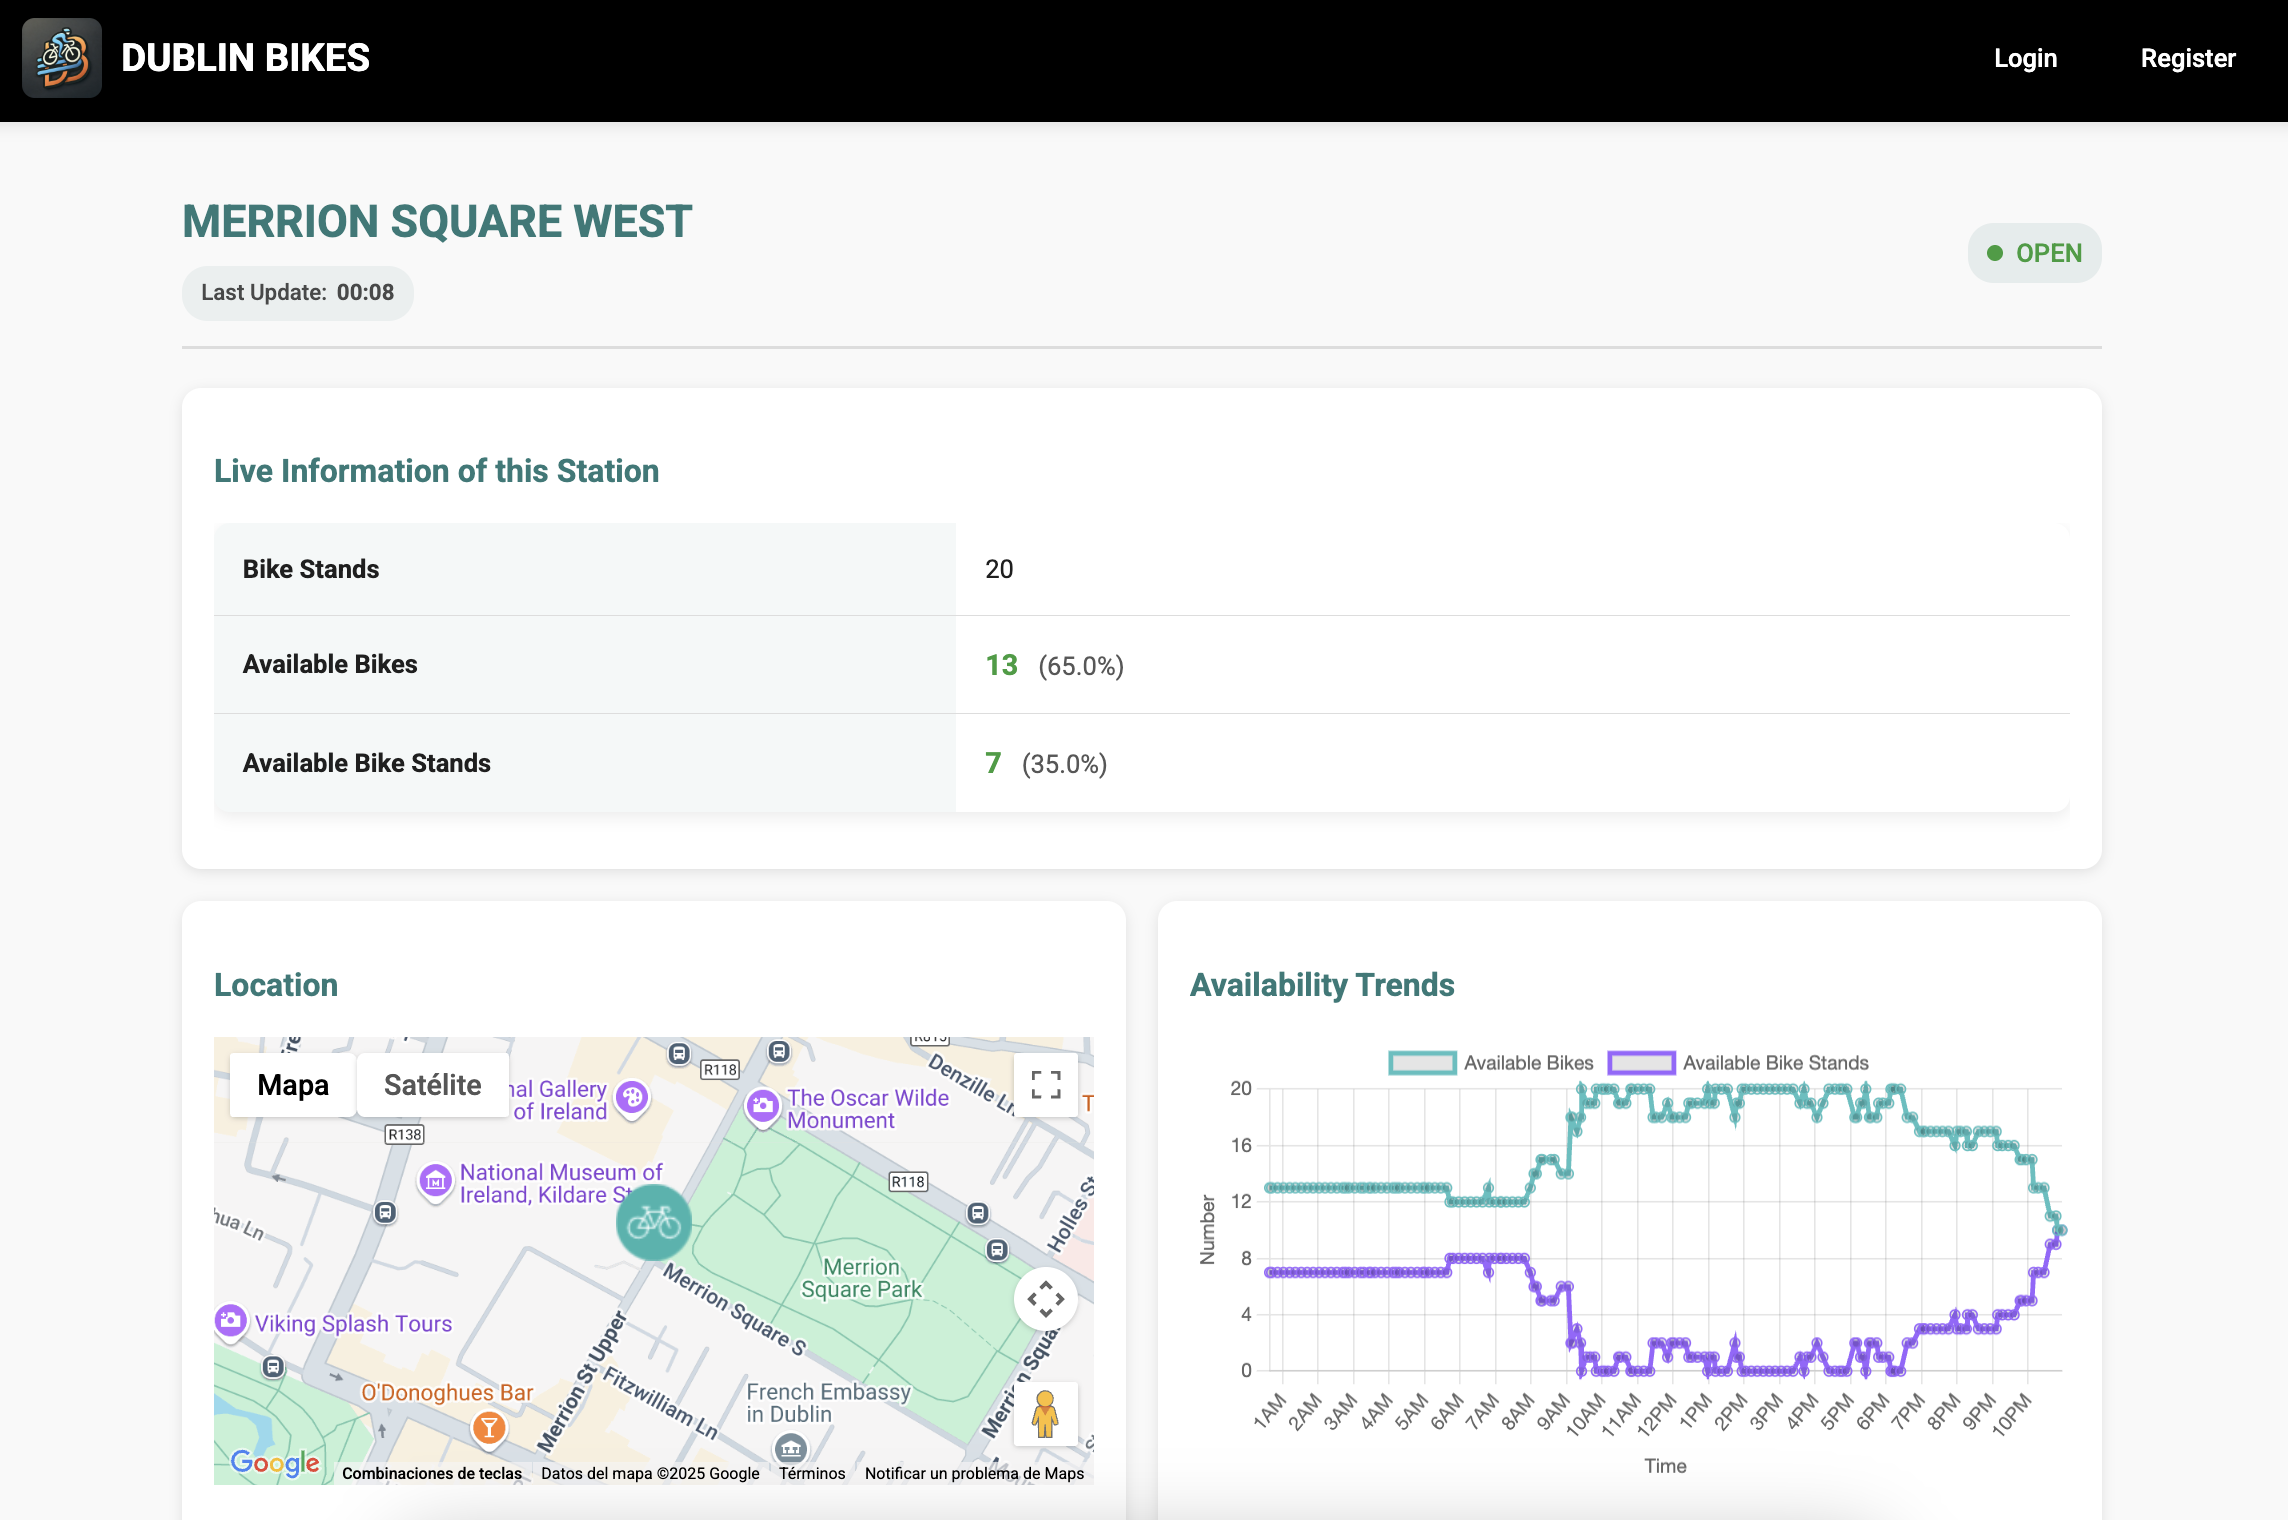 DUBLIN BIKES
Login
Register
MERRION SQUARE WEST
Last Update: 00:08
OPEN
Live Information of this Station
Bike Stands
20
Available Bikes
13 (65.0%)
Available Bike Stands
7 (35.0%)
Location
Mapa
Satélite
nal Gallery
of Ireland
R118
The Oscar Wilde
Monument
Denzille Ln
R138
National Museum of
Ireland, Kildare St
R118
Holles St
hua Ln
Merrion
Square Park
Merrion Square S
Viking Splash Tours
Merrion St Upper
Fitzwilliam Ln
O'Donoghues Bar
French Embassy
in Dublin
Merrion Squa
Google
Combinaciones de teclas
Datos del mapa ©2025 Google
Términos
Notificar un problema de Maps
Availability Trends
Available Bikes
Available Bike Stands
20
16
12
8
4
0
Number
1AM
2AM
3AM
4AM
5AM
6AM
7AM
8AM
9AM
10AM
11AM
12PM
1PM
2PM
3PM
4PM
5PM
6PM
7PM
8PM
9PM
10PM
Time